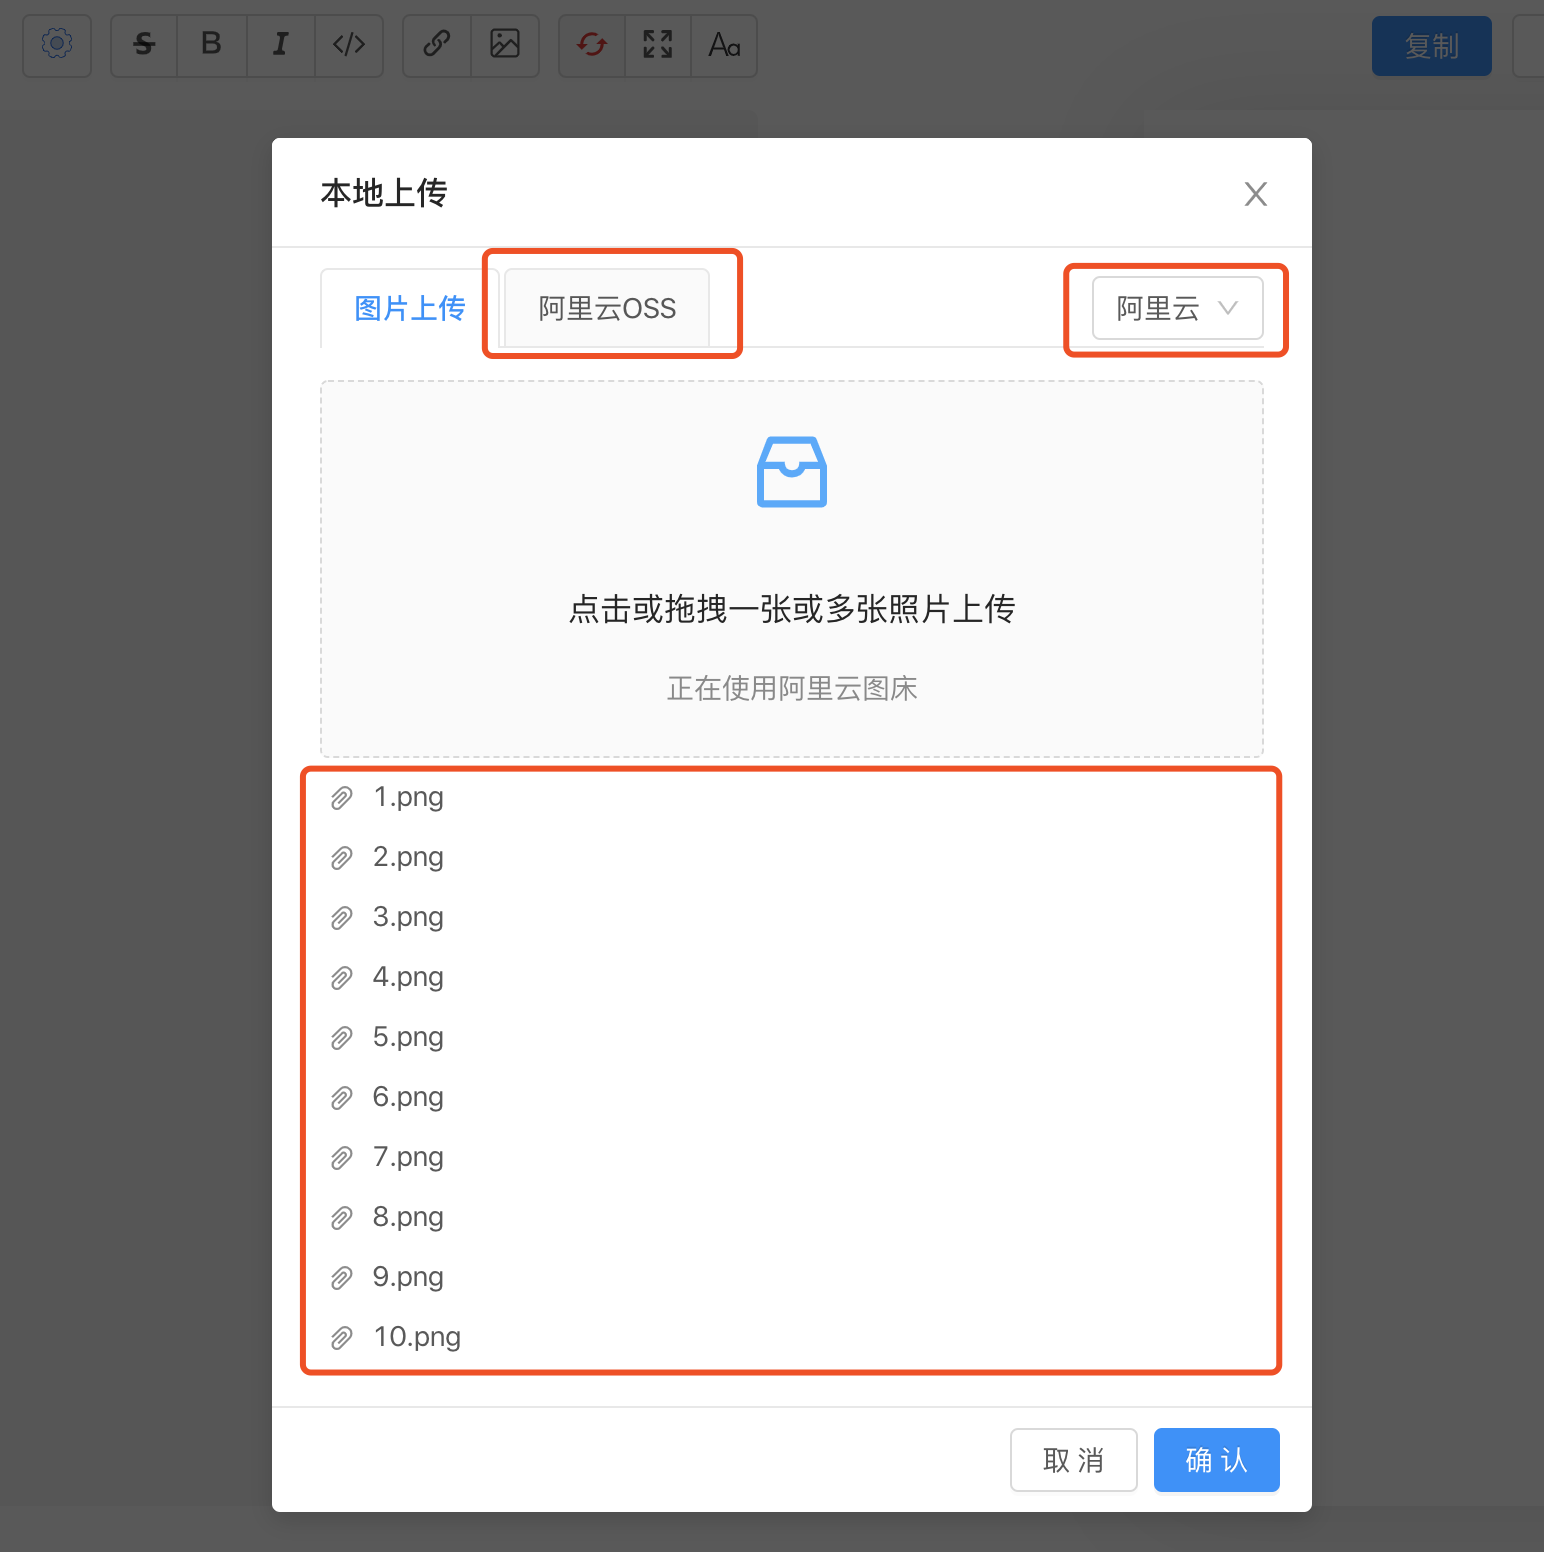 S B I </> Aa 复制
本地上传 X
图片上传 阿里云OSS 阿里云
点击或拖拽一张或多张照片上传
正在使用阿里云图床
1.png
2.png
3.png
4.png
5.png
6.png
7.png
8.png
9.png
10.png
取 消 确 认